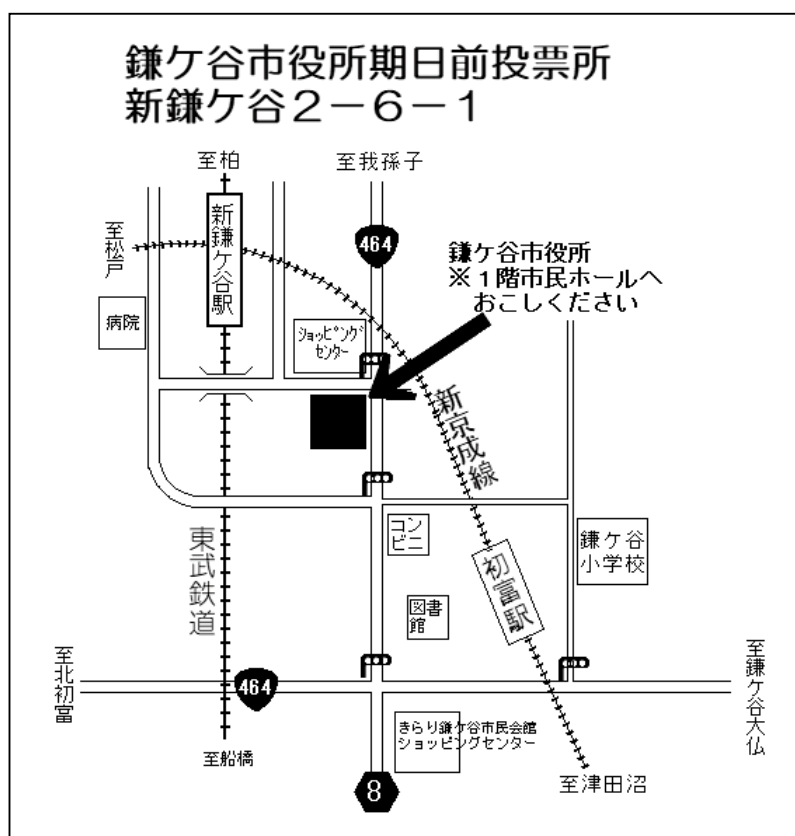 鎌ケ谷市役所期日前投票所
新鎌ケ谷2－6－1
至柏
至我孫子
至松戸
新鎌ケ谷駅
464
鎌ケ谷市役所
※１階市民ホールへ
おこしください
病院
ｼｮｯﾋﾟﾝｸﾞ
ｾﾝﾀｰ
新京成線
コン
ビニ
鎌ケ谷
小学校
東武鉄道
初富駅
図書
館
至北初富
464
至鎌ケ谷大仏
きらり鎌ケ谷市民会館
ショッピングセンター
至船橋
至津田沼
8